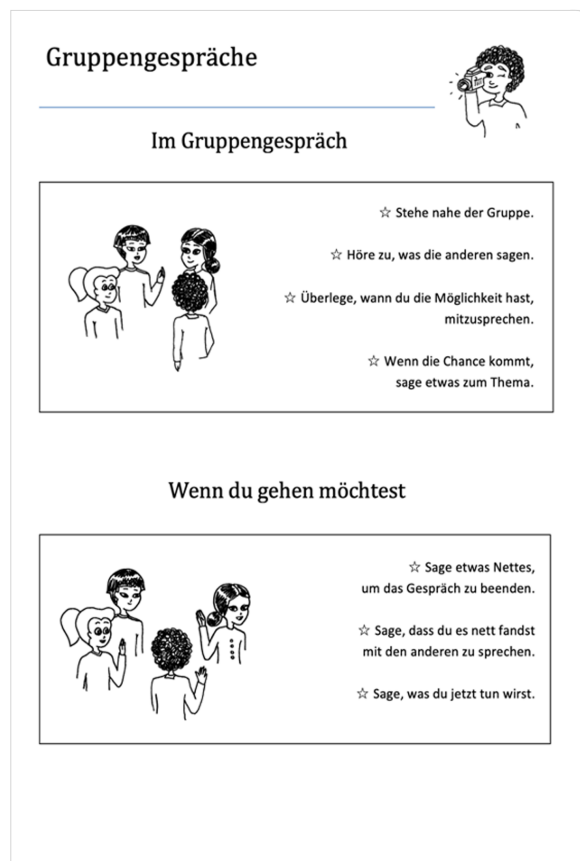 Gruppengespräche
Im Gruppengespräch
☆ Stehe nahe der Gruppe.
☆ Höre zu, was die anderen sagen.
☆ Überlege, wann du die Möglichkeit hast,
mitzusprechen.
☆ Wenn die Chance kommt,
sage etwas zum Thema.
Wenn du gehen möchtest
☆ Sage etwas Nettes,
um das Gespräch zu beenden.
☆ Sage, dass du es nett fandst
mit den anderen zu sprechen.
☆ Sage, was du jetzt tun wirst.